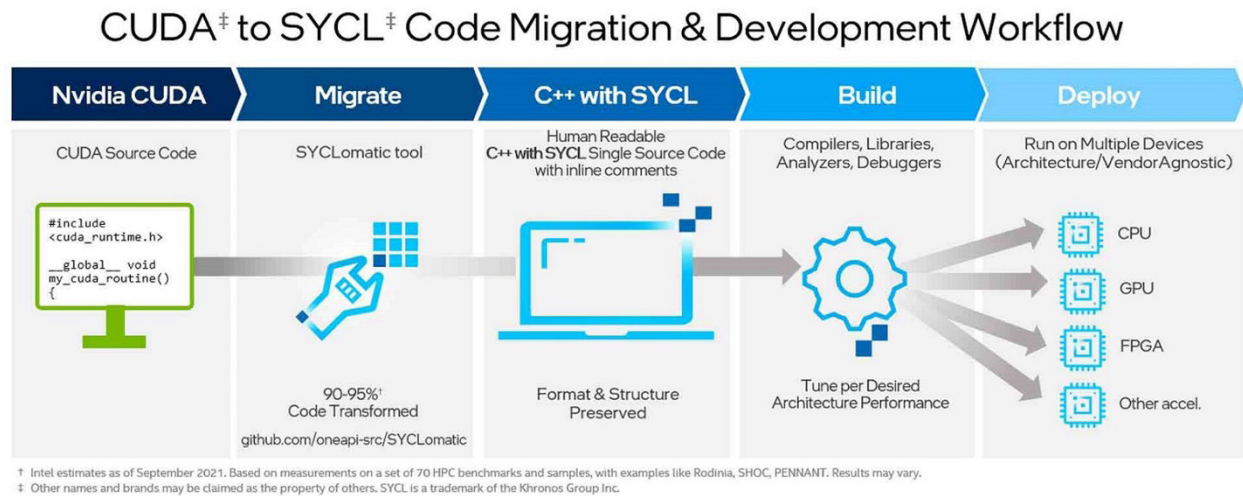 CUDA‡ to SYCL‡ Code Migration & Development Workflow
Nvidia CUDA
Migrate
C++ with SYCL
Build
Deploy
CUDA Source Code
#include
<cuda_runtime.h>
__global__ void
my_cuda_routine()
{
SYCLomatic tool
90-95%†
Code Transformed
github.com/oneapi-src/SYCLomatic
Human Readable
C++ with SYCL Single Source Code
with inline comments
Format & Structure
Preserved
Compilers, Libraries,
Analyzers, Debuggers
Tune per Desired
Architecture Performance
Run on Multiple Devices
(Architecture/VendorAgnostic)
CPU
GPU
FPGA
Other accel.
† Intel estimates as of September 2021. Based on measurements on a set of 70 HPC benchmarks and samples, with examples like Rodinia, SHOC, PENNANT. Results may vary.
‡ Other names and brands may be claimed as the property of others. SYCL is a trademark of the Khronos Group Inc.